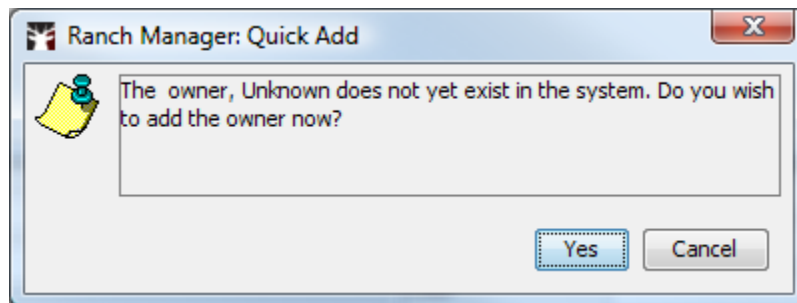 Ranch Manager: Quick Add
The  owner, Unknown does not yet exist in the system. Do you wish
to add the owner now?
Yes Cancel